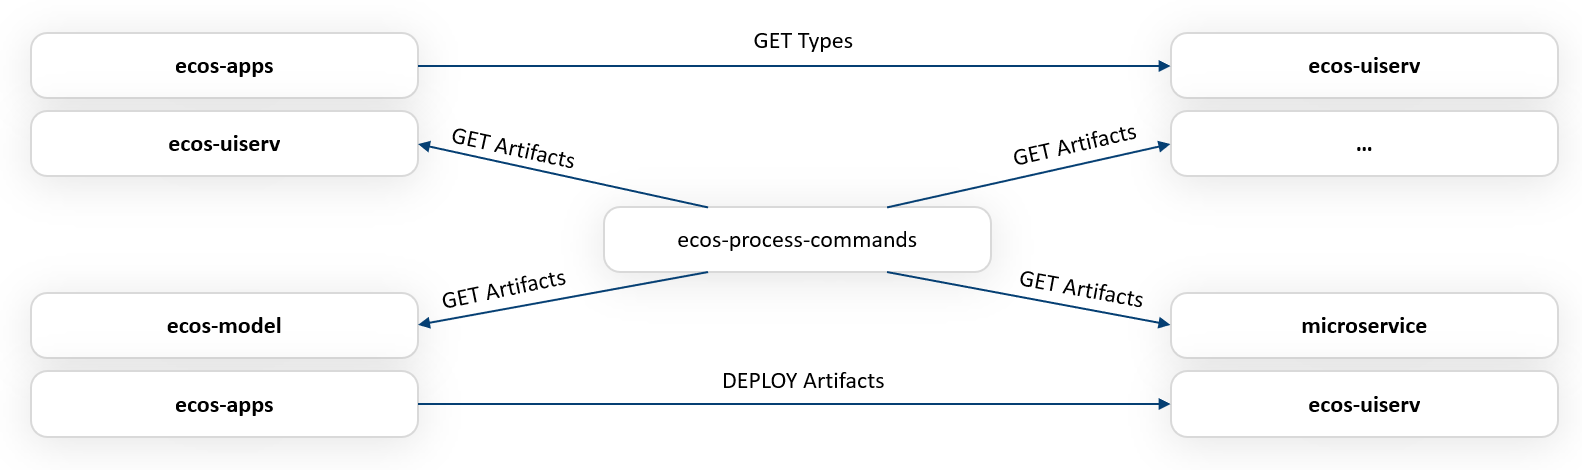 GET Types
ecos-apps
ecos-uiserv
ecos-uiserv
GET Artifacts
GET Artifacts
...
ecos-process-commands
GET Artifacts
GET Artifacts
ecos-model
microservice
DEPLOY Artifacts
ecos-apps
ecos-uiserv